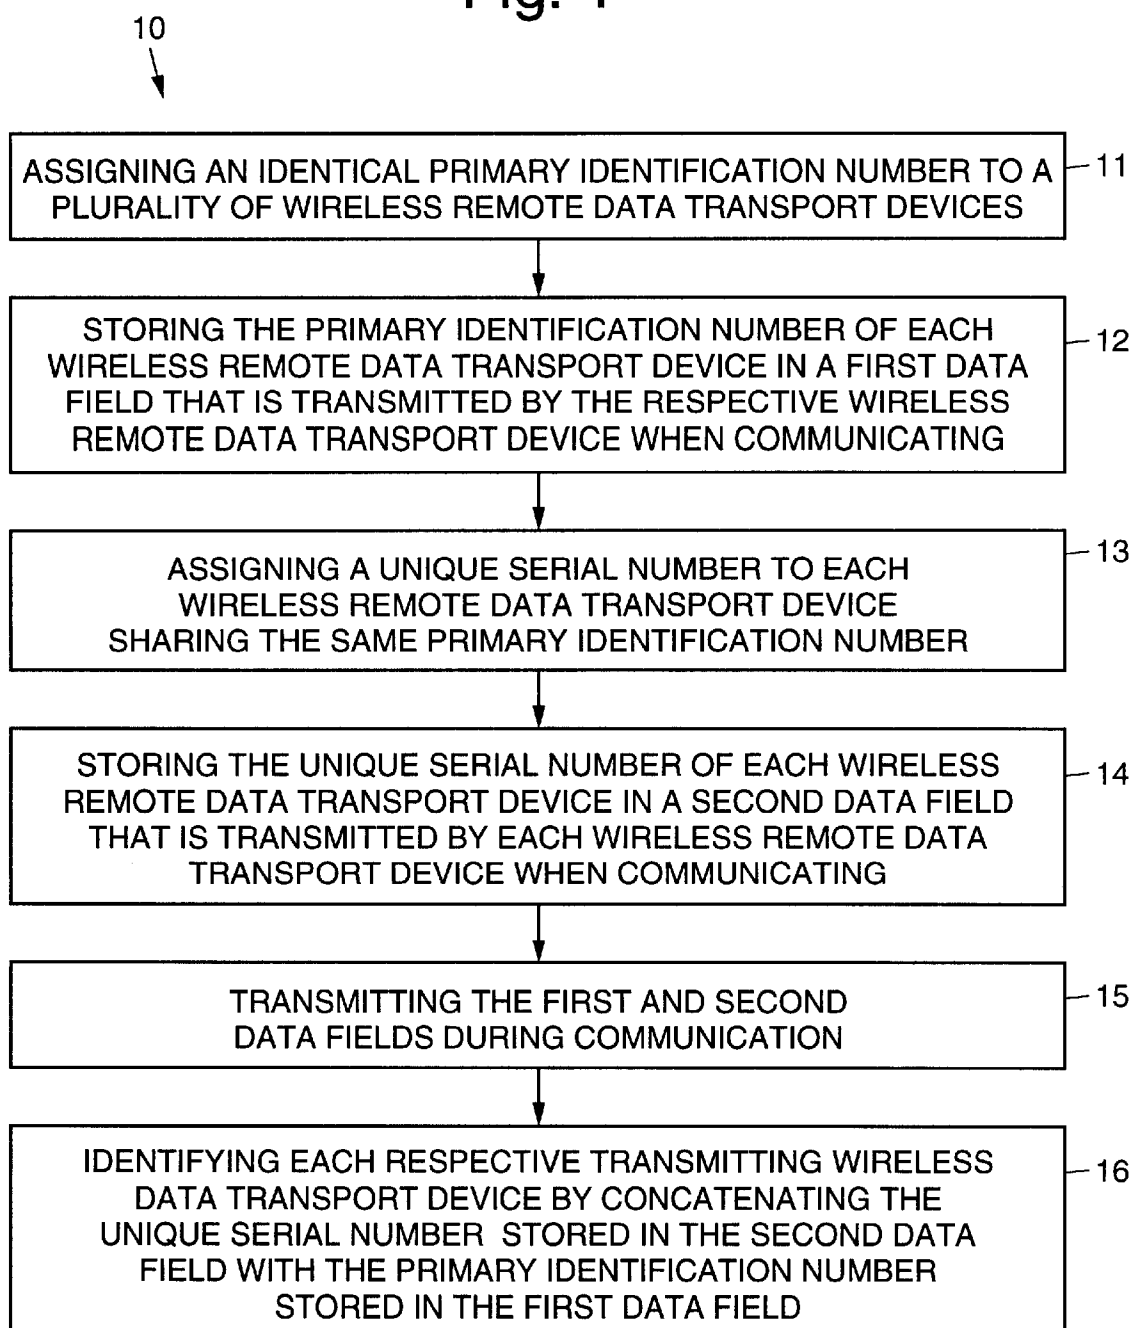 10
ASSIGNING AN IDENTICAL PRIMARY IDENTIFICATION NUMBER TO A
PLURALITY OF WIRELESS REMOTE DATA TRANSPORT DEVICES
11
STORING THE PRIMARY IDENTIFICATION NUMBER OF EACH
WIRELESS REMOTE DATA TRANSPORT DEVICE IN A FIRST DATA
FIELD THAT IS TRANSMITTED BY THE RESPECTIVE WIRELESS
REMOTE DATA TRANSPORT DEVICE WHEN COMMUNICATING
12
ASSIGNING A UNIQUE SERIAL NUMBER TO EACH
WIRELESS REMOTE DATA TRANSPORT DEVICE
SHARING THE SAME PRIMARY IDENTIFICATION NUMBER
13
STORING THE UNIQUE SERIAL NUMBER OF EACH WIRELESS
REMOTE DATA TRANSPORT DEVICE IN A SECOND DATA FIELD
THAT IS TRANSMITTED BY EACH WIRELESS REMOTE DATA
TRANSPORT DEVICE WHEN COMMUNICATING
14
TRANSMITTING THE FIRST AND SECOND
DATA FIELDS DURING COMMUNICATION
15
IDENTIFYING EACH RESPECTIVE TRANSMITTING WIRELESS
DATA TRANSPORT DEVICE BY CONCATENATING THE
UNIQUE SERIAL NUMBER STORED IN THE SECOND DATA
FIELD WITH THE PRIMARY IDENTIFICATION NUMBER
STORED IN THE FIRST DATA FIELD
16